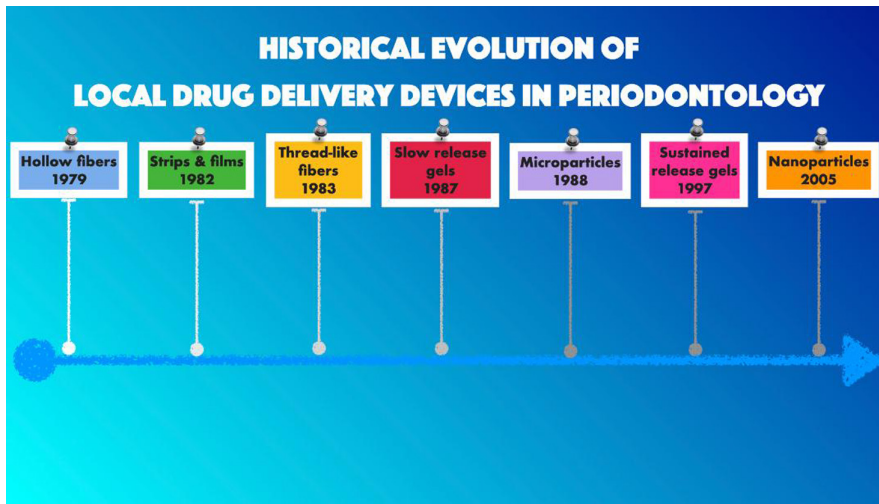 HISTORICAL EVOLUTION OF
LOCAL DRUG DELIVERY DEVICES IN PERIODONTOLOGY
Hollow fibers
1979
Strips & films
1982
Thread-like
fibers
1983
Slow release
gels
1987
Microparticles
1988
Sustained
release gels
1997
Nanoparticles
2005